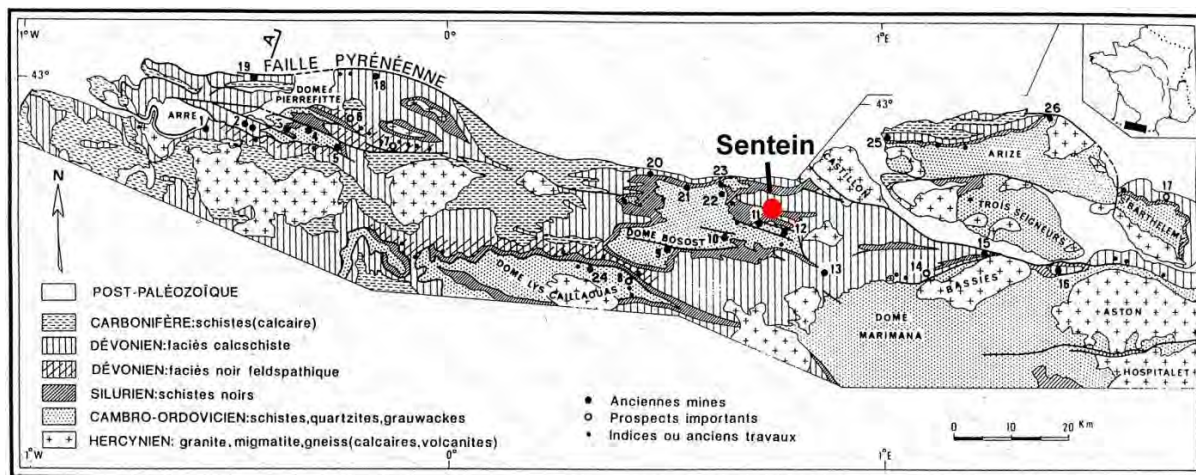 1°W
0°
1°E
A
43°
19
FAILLE PYRÉNÉENNE
18
DOME PIERREFITTE
ARRE
1
2
4
5
6
7
43°
26
25
ARIZE
Sentein
CASTILLON
20
21
23
22
11
12
TROIS SEIGNEURS
17
St BARTHELEMY
N
DOME BOSOST
10
9
13
14
15
16
24
8
DOME LYS CAILLAOUAS
BASSIES
ASTON
DOME MARIMANA
HOSPITALET
POST-PALÉOZOÏQUE
CARBONIFÈRE:schistes(calcaire)
DÉVONIEN:faciès calcschiste
DÉVONIEN:faciès noir feldspathique
SILURIEN:schistes noirs
CAMBRO-ORDOVICIEN:schistes,quartzites,grauwackes
HERCYNIEN: granite,migmatite,gneiss(calcaires,volcanites)
Anciennes mines
Prospects importants
Indices ou anciens travaux
0 10 20 Km
1°W
0°
1°E